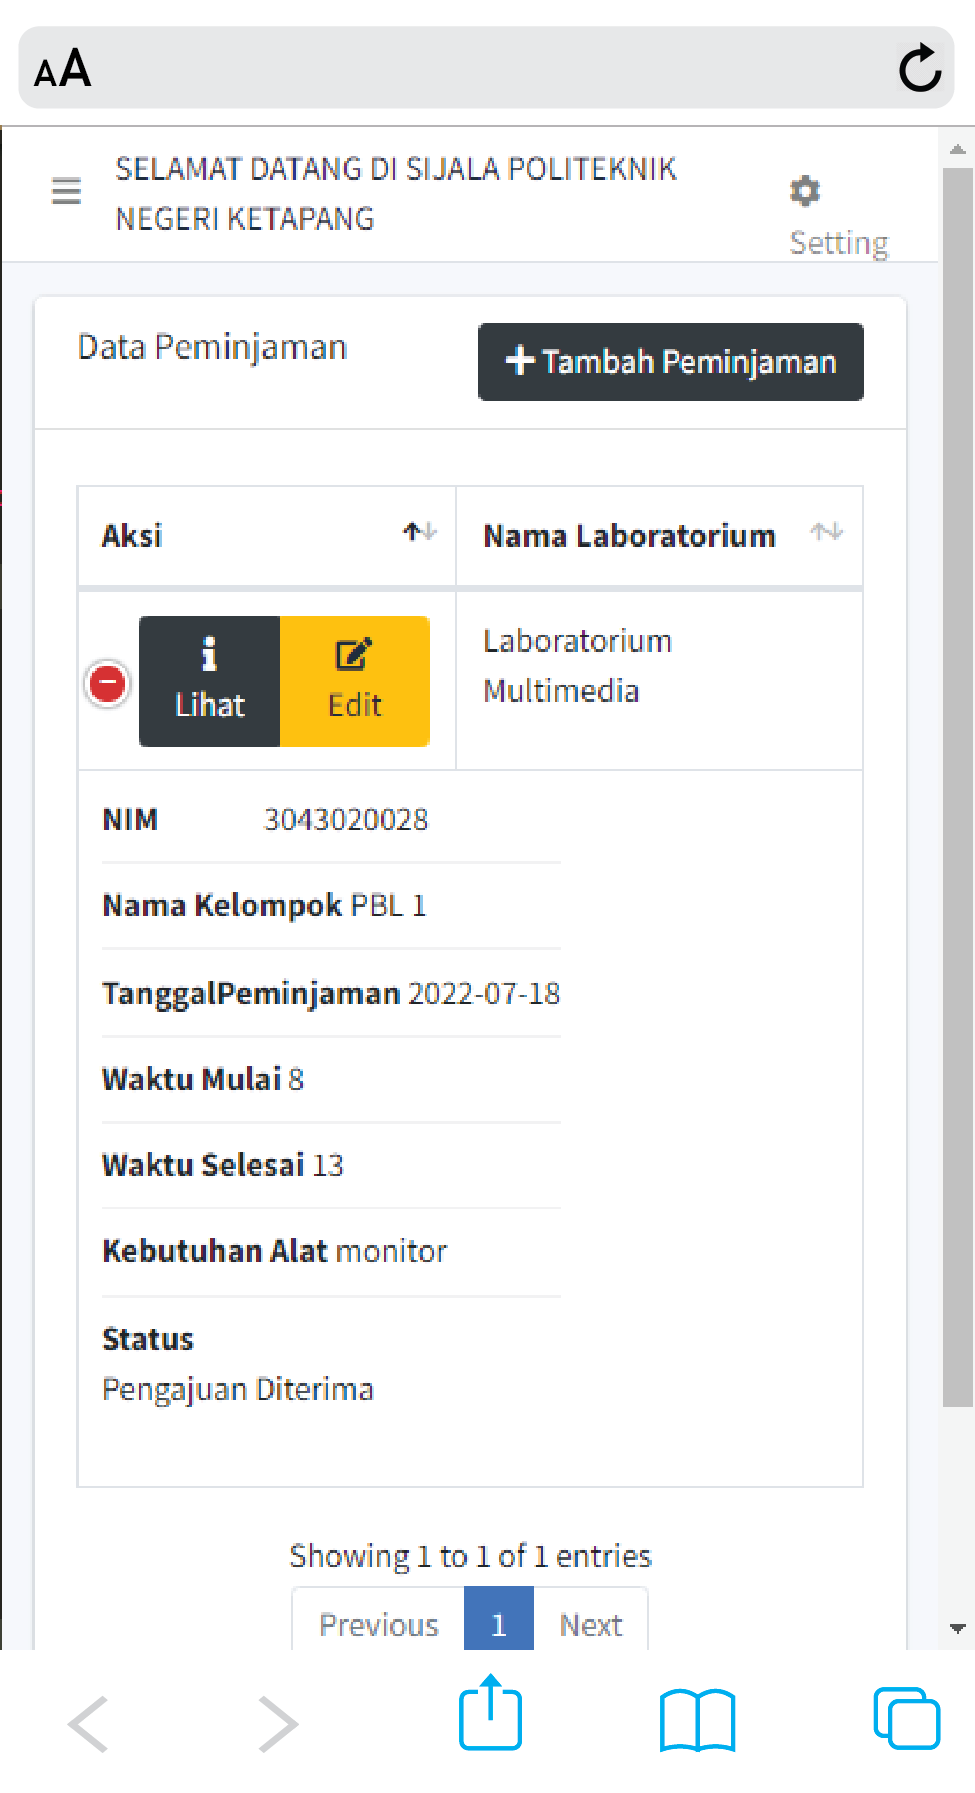 AA
SELAMAT DATANG DI SIJALA POLITEKNIK
NEGERI KETAPANG
Setting
Data Peminjaman
Tambah Peminjaman
Aksi
Nama Laboratorium
Lihat
Edit
Laboratorium
Multimedia
NIM 3043020028
Nama Kelompok PBL 1
TanggalPeminjaman 2022-07-18
Waktu Mulai 8
Waktu Selesai 13
Kebutuhan Alat monitor
Status
Pengajuan Diterima
Showing 1 to 1 of 1 entries
Previous 1 Next